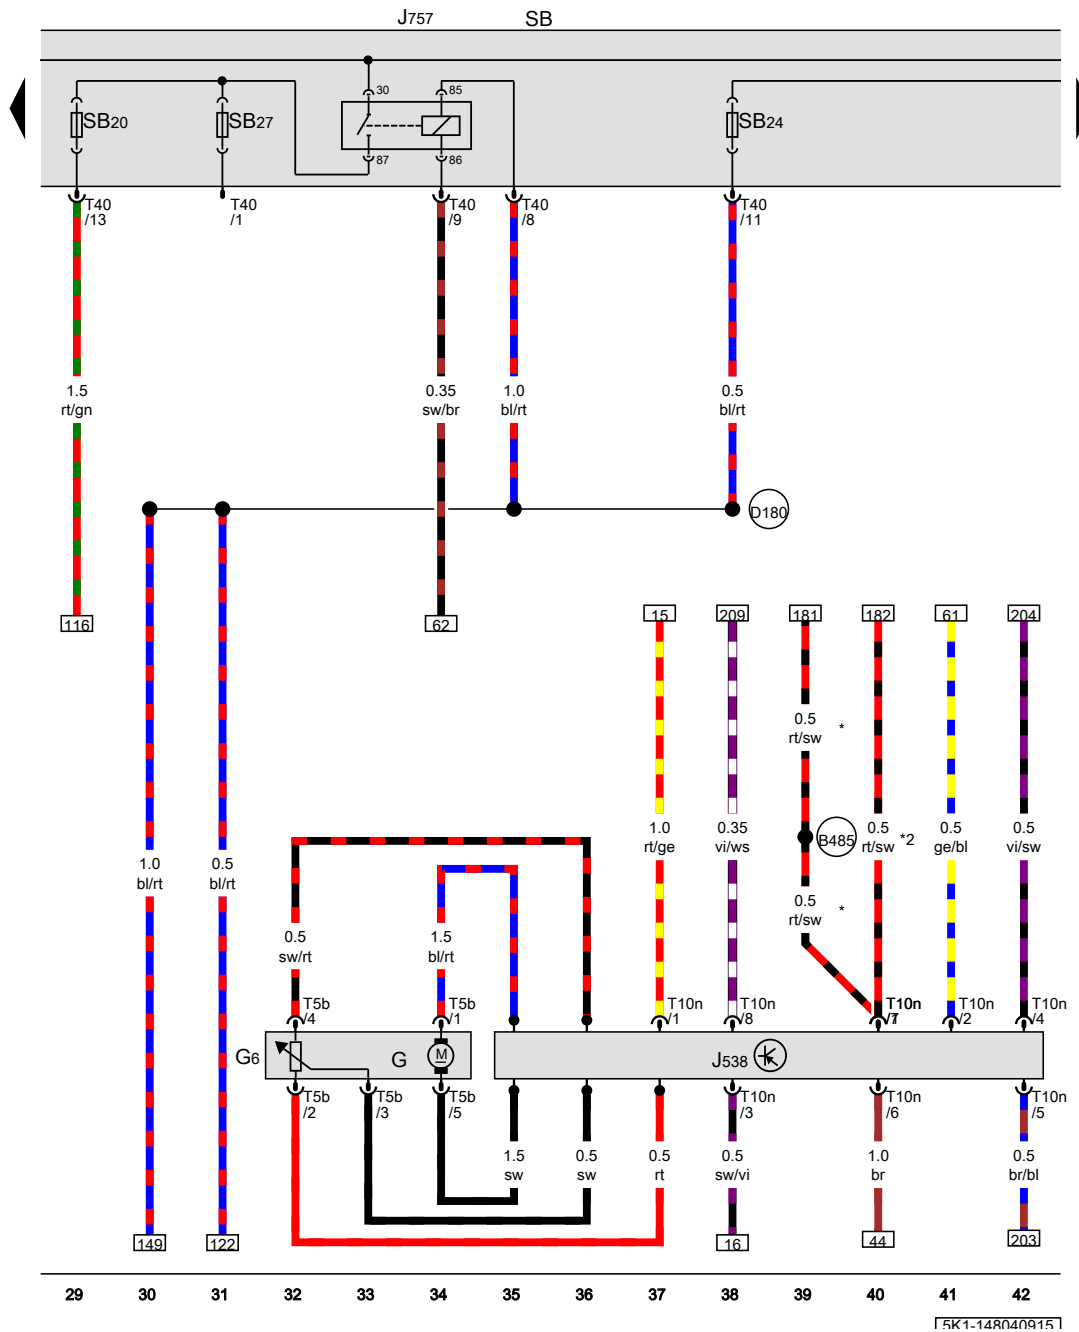 J757 SB
30 85
SB20 SB27 SB24
87 86
T40 T40 T40 T40 T40
/13 /1 /9 /8 /11
1.5 0.35 1.0 0.5
rt/gn sw/br bl/rt bl/rt
D180
116 62 15 209 181 182 61 204
0.5
rt/sw *
1.0 0.35 B485 0.5 *2 0.5 0.5
rt/ge vi/ws rt/sw ge/bl vi/sw
1.0 0.5
bl/rt bl/rt
0.5
rt/sw *
0.5 1.5
sw/rt bl/rt
T5b T5b T10n T10n T10n T10n T10n
/4 /1 /1 /8 /7 /2 /4
G6 G M J538
T5b T5b T5b T10n T10n T10n
/2 /3 /5 /3 /6 /5
1.5 0.5 0.5 0.5 1.0 0.5
sw sw rt sw/vi br br/bl
149 122 16 44 203
29 30 31 32 33 34 35 36 37 38 39 40 41 42
5K1-148040915